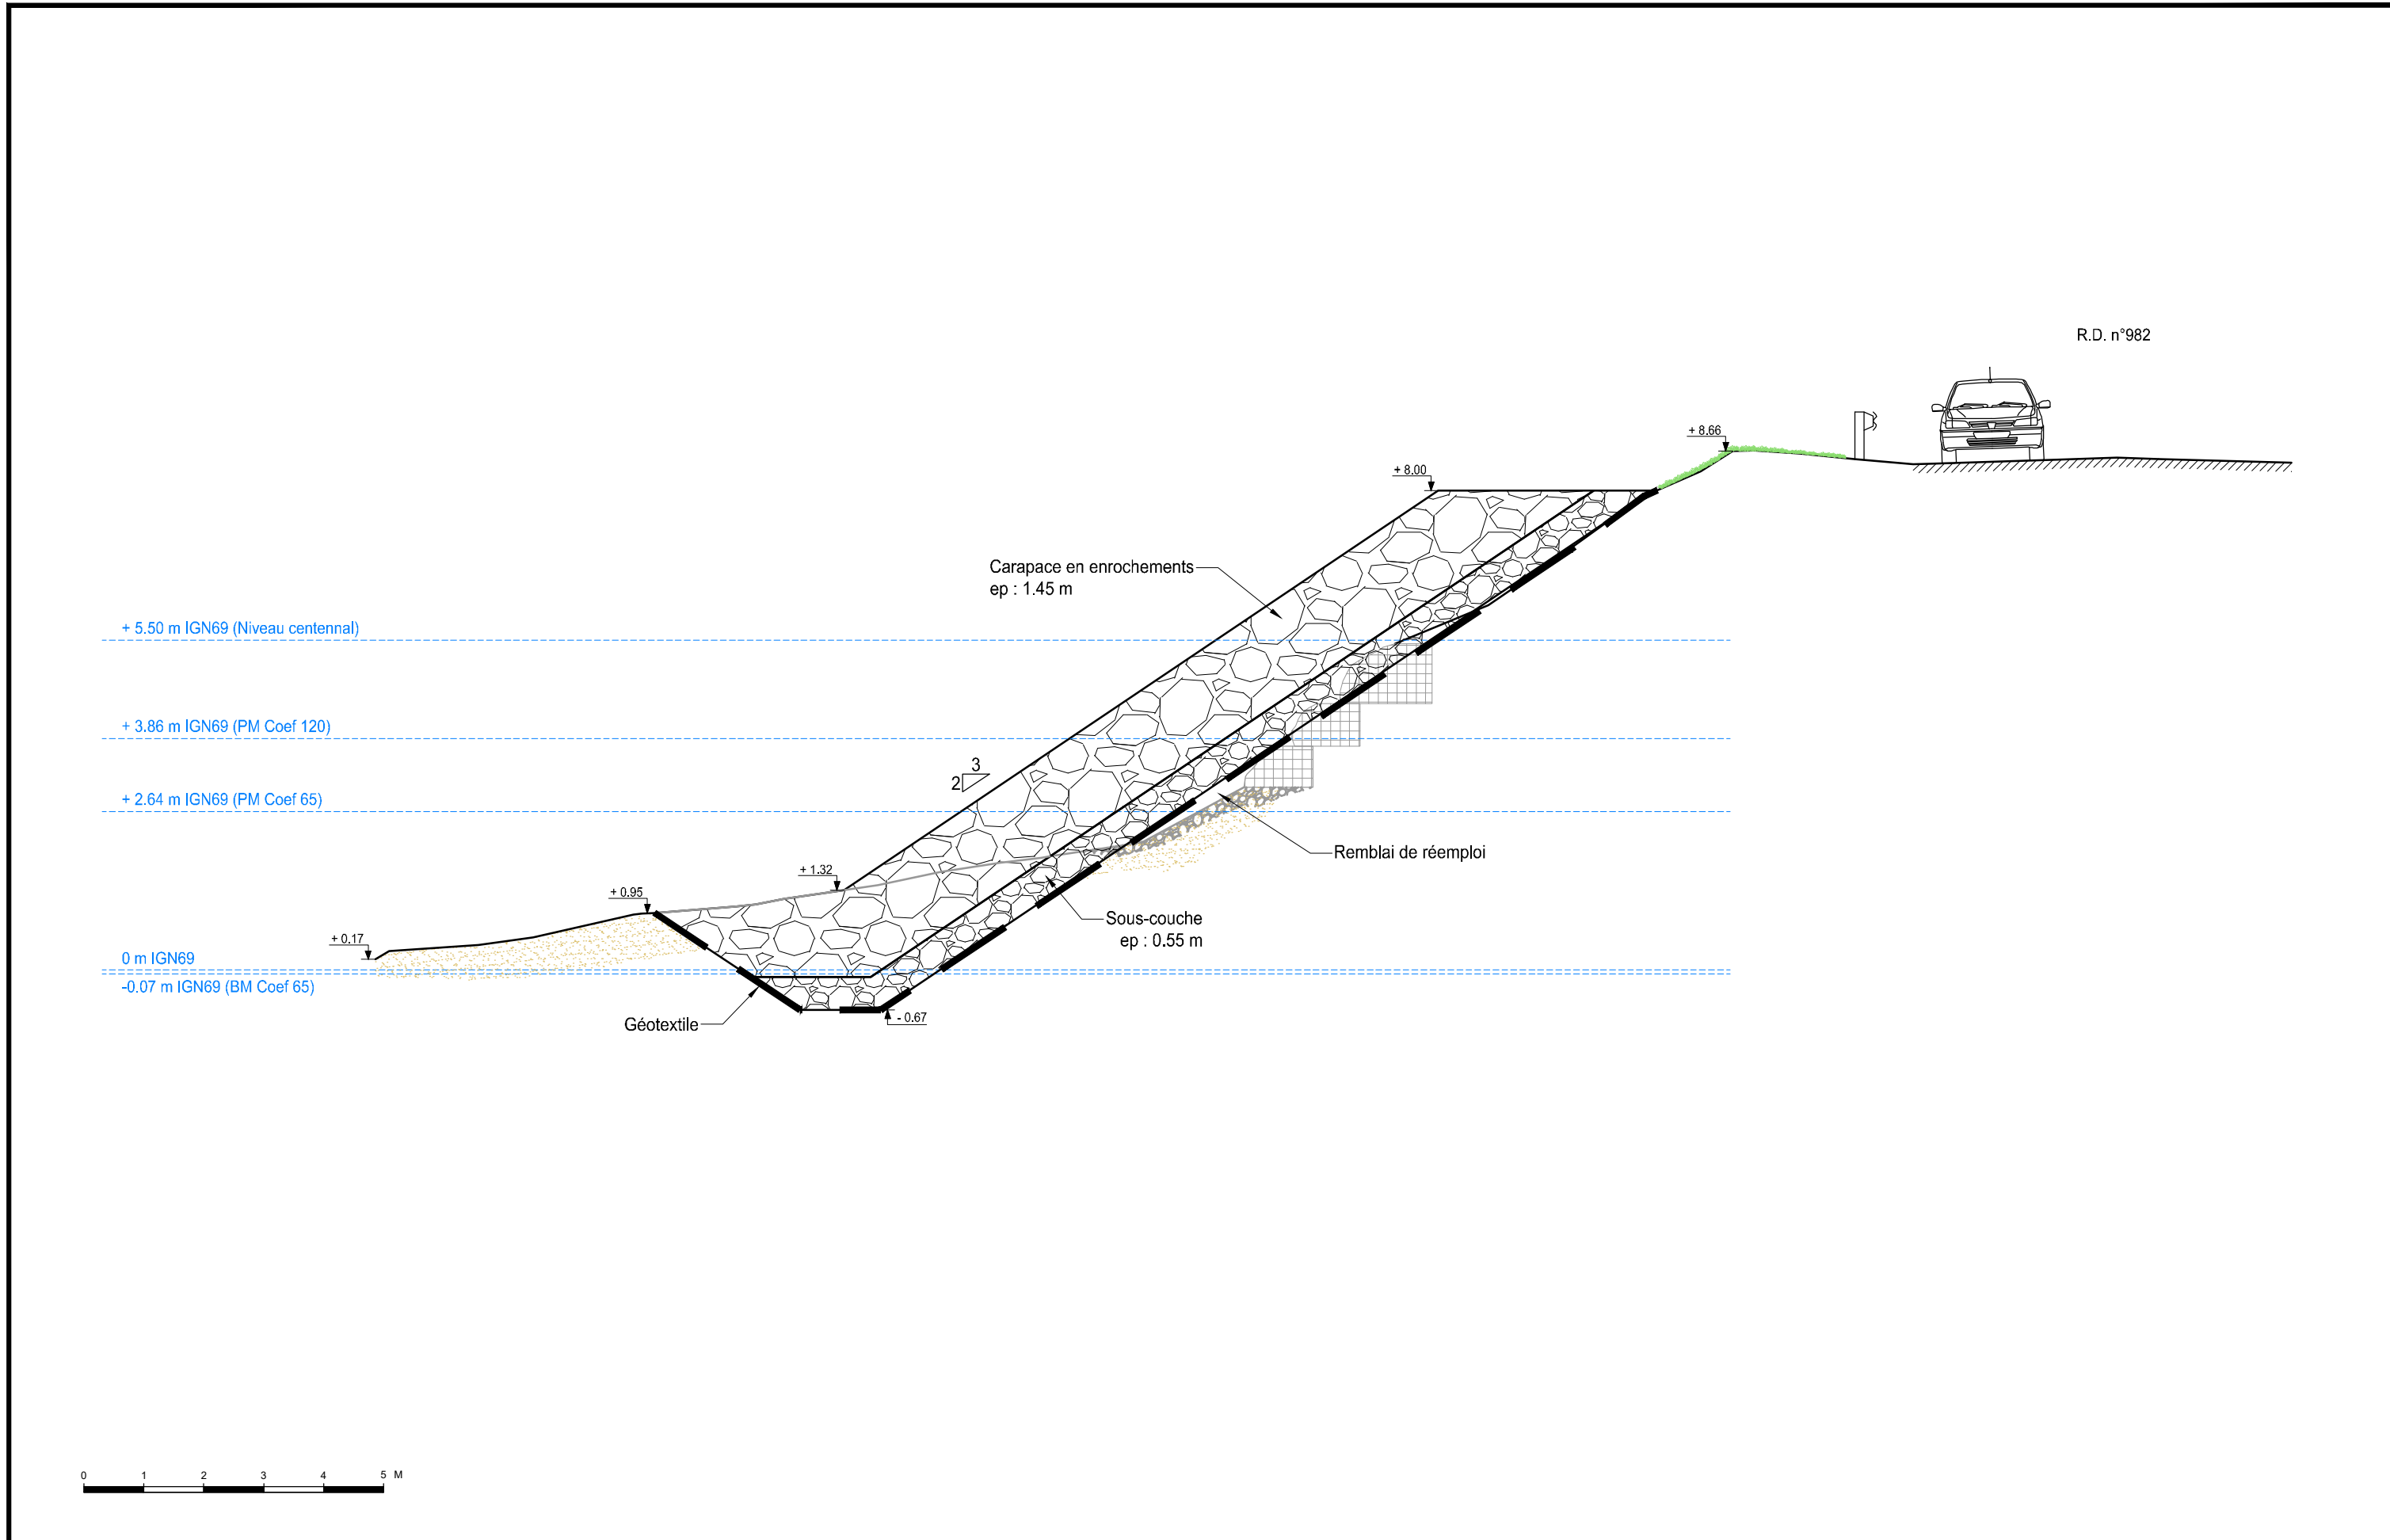 R.D. n°982
+ 8.66
+ 8.00
Carapace en enrochements
ep : 1.45 m
+ 5.50 m IGN69 (Niveau centennal)
+ 3.86 m IGN69 (PM Coef 120)
3
2
+ 2.64 m IGN69 (PM Coef 65)
Remblai de réemploi
+ 1.32
+ 0.95
Sous-couche
ep : 0.55 m
+ 0.17
0 m IGN69
-0.07 m IGN69 (BM Coef 65)
- 0.67
Géotextile
0 1 2 3 4 5 M